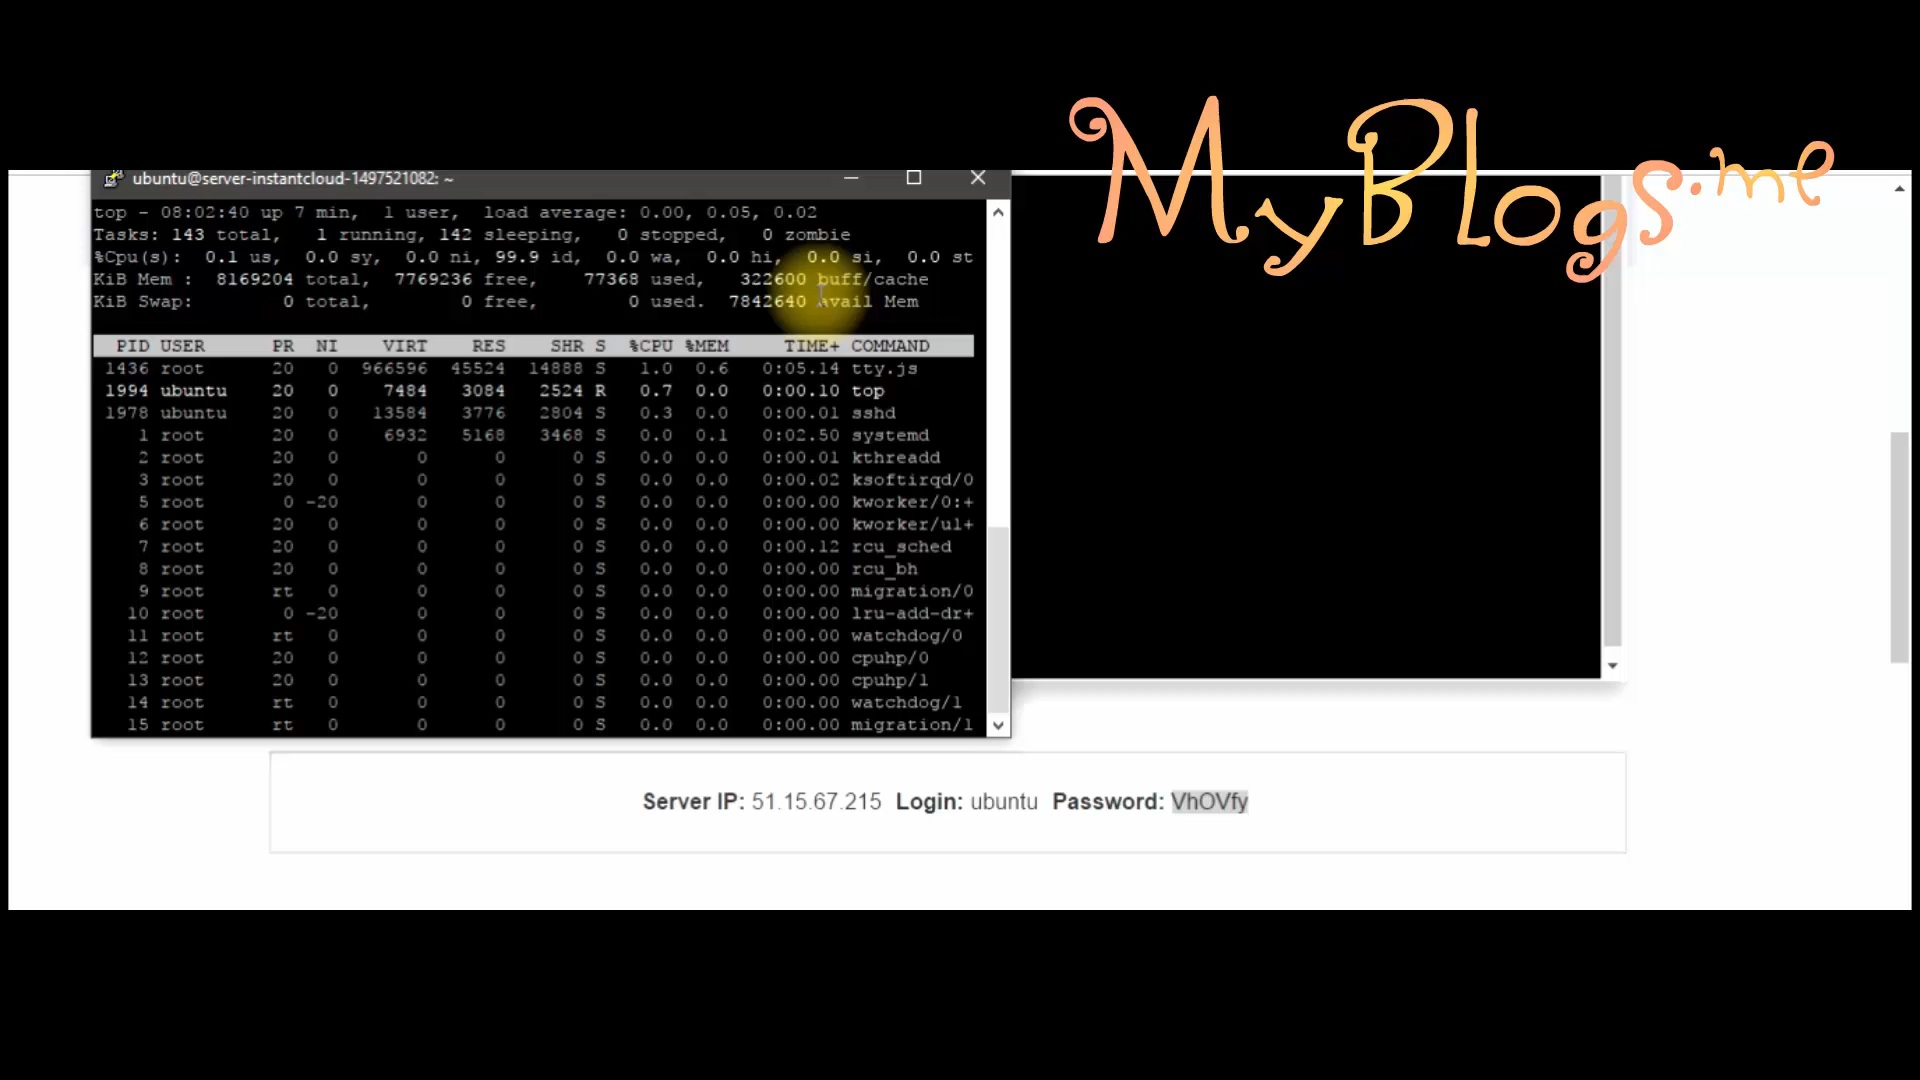 MyBlogs.me
ubuntu@server-instantcloud-1497521082: ~
top - 08:02:40 up 7 min,  1 user,  load average: 0.00, 0.05, 0.02
Tasks: 143 total,   1 running, 142 sleeping,   0 stopped,   0 zombie
%Cpu(s):  0.1 us,  0.0 sy,  0.0 ni, 99.9 id,  0.0 wa,  0.0 hi,  0.0 si,  0.0 st
KiB Mem :  8169204 total,  7769236 free,    77368 used,   322600 buff/cache
KiB Swap:        0 total,        0 free,        0 used.  7842640 avail Mem
PID USER PR NI VIRT RES SHR S %CPU %MEM TIME+ COMMAND
1436 root 20 0 966596 45524 14888 S 1.0 0.6 0:05.14 tty.js
1994 ubuntu 20 0 7484 3084 2524 R 0.7 0.0 0:00.10 top
1978 ubuntu 20 0 13584 3776 2804 S 0.3 0.0 0:00.01 sshd
1 root 20 0 6932 5168 3468 S 0.0 0.1 0:02.50 systemd
2 root 20 0 0 0 0 S 0.0 0.0 0:00.01 kthreadd
3 root 20 0 0 0 0 S 0.0 0.0 0:00.02 ksoftirqd/0
5 root 0 -20 0 0 0 S 0.0 0.0 0:00.00 kworker/0:+
6 root 20 0 0 0 0 S 0.0 0.0 0:00.00 kworker/ul+
7 root 20 0 0 0 0 S 0.0 0.0 0:00.12 rcu_sched
8 root 20 0 0 0 0 S 0.0 0.0 0:00.00 rcu_bh
9 root rt 0 0 0 0 S 0.0 0.0 0:00.00 migration/0
10 root 0 -20 0 0 0 S 0.0 0.0 0:00.00 lru-add-dr+
11 root rt 0 0 0 0 S 0.0 0.0 0:00.00 watchdog/0
12 root 20 0 0 0 0 S 0.0 0.0 0:00.00 cpuhp/0
13 root 20 0 0 0 0 S 0.0 0.0 0:00.00 cpuhp/1
14 root rt 0 0 0 0 S 0.0 0.0 0:00.00 watchdog/1
15 root rt 0 0 0 0 S 0.0 0.0 0:00.00 migration/1
Server IP: 51.15.67.215 Login: ubuntu Password: VhOVfy